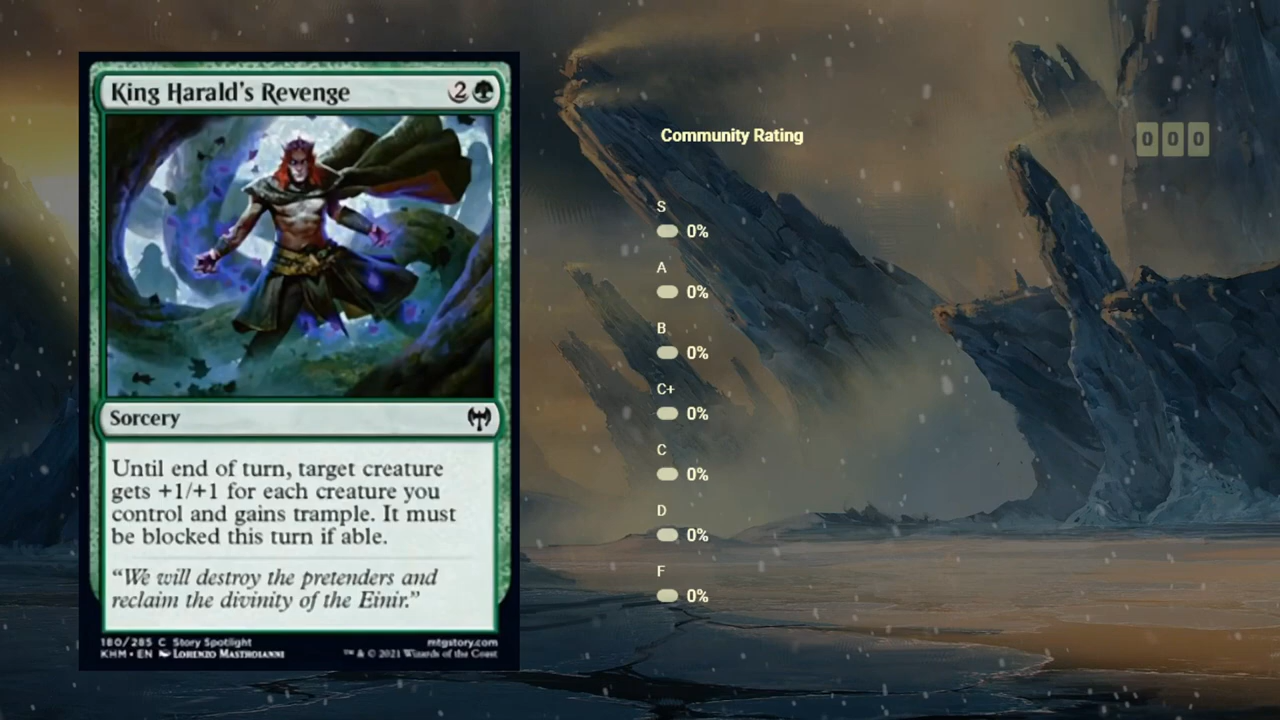 King Harald's Revenge 2
Sorcery
Until end of turn, target creature
gets +1/+1 for each creature you
control and gains trample. It must
be blocked this turn if able.
"We will destroy the pretenders and
reclaim the divinity of the Einir."
180/285 C Story Spotlight
mtgstory.com
KHM • EN Lorenzo Mastroianni
™ & © 2021 Wizards of the Coast
Community Rating
0 0 0
S
0%
A
0%
B
0%
C+
0%
C
0%
D
0%
F
0%